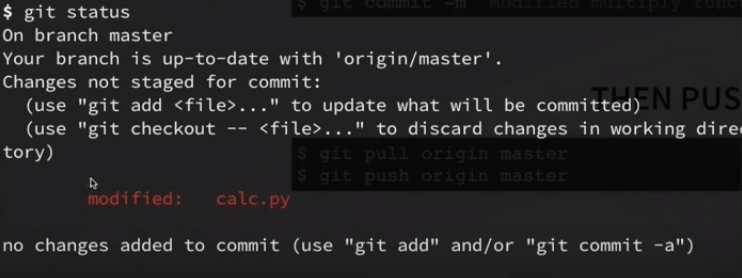 $ git status
$ git commit -m "Modified multiply func
On branch master
Your branch is up-to-date with 'origin/master'.
Changes not staged for commit:
(use "git add <file>..." to update what will be committed)
THEN PUS
(use "git checkout -- <file>..." to discard changes in working direc
tory)
$ git pull origin master
$ git push origin master
modified: calc.py
no changes added to commit (use "git add" and/or "git commit -a")